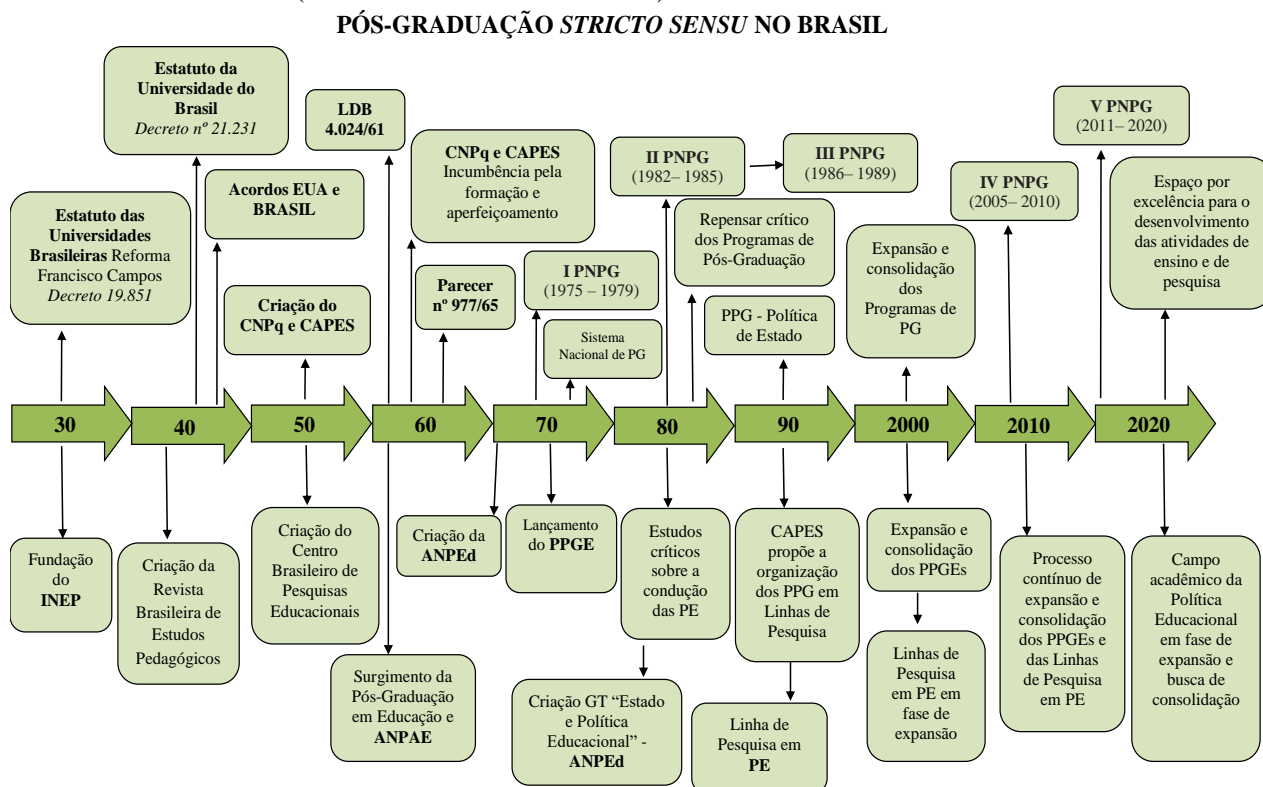 PÓS-GRADUAÇÃO STRICTO SENSU NO BRASIL
Estatuto da
Universidade do
Brasil
Decreto nº 21.231
LDB
4.024/61
V PNPG
(2011– 2020)
CNPq e CAPES
Incumbência pela
formação e
aperfeiçoamento
II PNPG
(1982– 1985)
III PNPG
(1986– 1989)
IV PNPG
(2005– 2010)
Espaço por
excelência para o
desenvolvimento
das atividades de
ensino e de
pesquisa
Acordos EUA e
BRASIL
Estatuto das
Universidades
Brasileiras Reforma
Francisco Campos
Decreto 19.851
Repensar crítico
dos Programas de
Pós-Graduação
Expansão e
consolidação
dos
Programas de
PG
I PNPG
(1975 – 1979)
Parecer
nº 977/65
Criação do
CNPq e CAPES
PPG - Política
de Estado
Sistema
Nacional de PG
30
40
50
60
70
80
90
2000
2010
2020
Fundação
do
INEP
Criação da
Revista
Brasileira de
Estudos
Pedagógicos
Criação do
Centro
Brasileiro de
Pesquisas
Educacionais
Surgimento da
Pós-Graduação
em Educação e
ANPAE
Criação da
ANPEd
Lançamento
do PPGE
Estudos
críticos
sobre a
condução
das PE
Criação GT “Estado
e Política
Educacional” -
ANPEd
CAPES
propõe a
organização
dos PPG em
Linhas de
Pesquisa
Linha de
Pesquisa em
PE
Expansão e
consolidação
dos PPGEs
Linhas de
Pesquisa
em PE em
fase de
expansão
Processo
contínuo de
expansão e
consolidação
dos PPGEs e
das Linhas
de Pesquisa
em PE
Campo
acadêmico da
Política
Educacional
em fase de
expansão e
busca de
consolidação